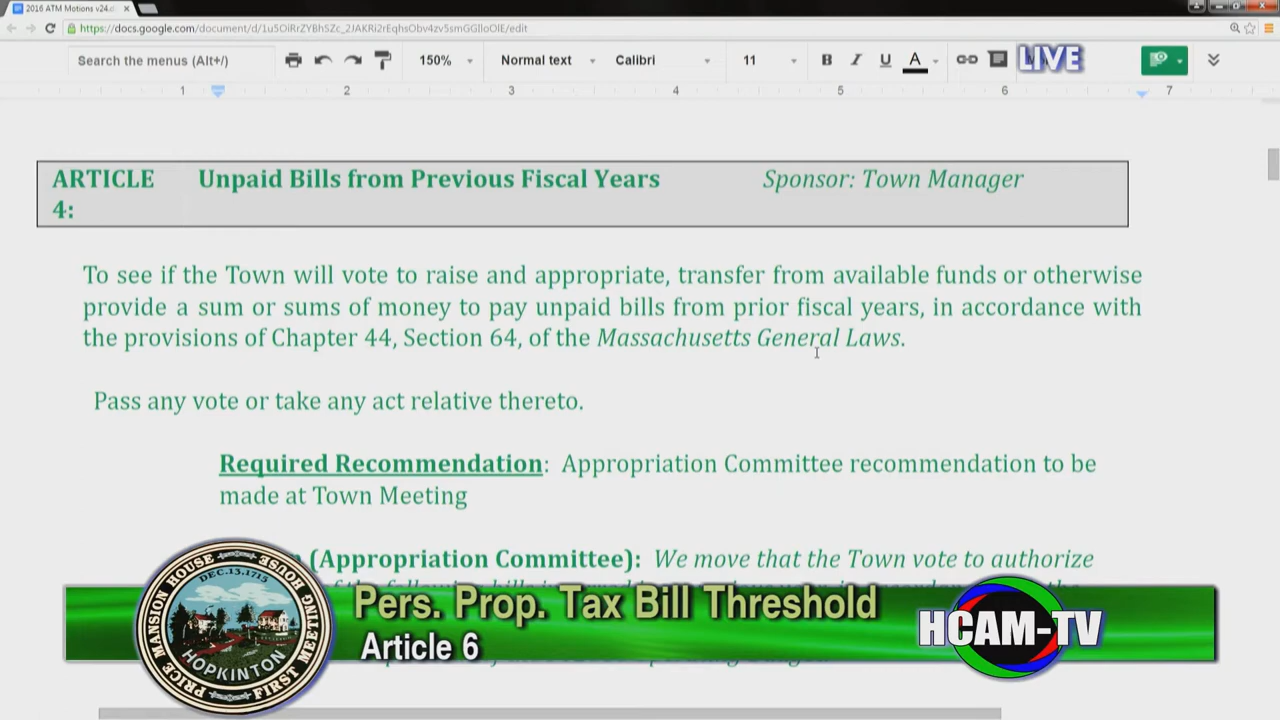 2016 ATM Motions v24.d
https://docs.google.com/document/d/1u5OiRrZYBhSZc_2JAKRi2rEqhsObv4zv5smGGIloOIE/edit
Search the menus (Alt+/)
150%
Normal text
Calibri
11
B I U A
LIVE
1 2 3 4 5 6 7
ARTICLE Unpaid Bills from Previous Fiscal Years Sponsor: Town Manager
4:
To see if the Town will vote to raise and appropriate, transfer from available funds or otherwise
provide a sum or sums of money to pay unpaid bills from prior fiscal years, in accordance with
the provisions of Chapter 44, Section 64, of the Massachusetts General Laws.
Pass any vote or take any act relative thereto.
Required Recommendation: Appropriation Committee recommendation to be
made at Town Meeting
(Appropriation Committee): We move that the Town vote to authorize
Pers. Prop. Tax Bill Threshold
Article 6
HCAM-TV
PRICE MANSION HOUSE
FIRST MEETING HOUSE
DEC.13.1715
HOPKINTON